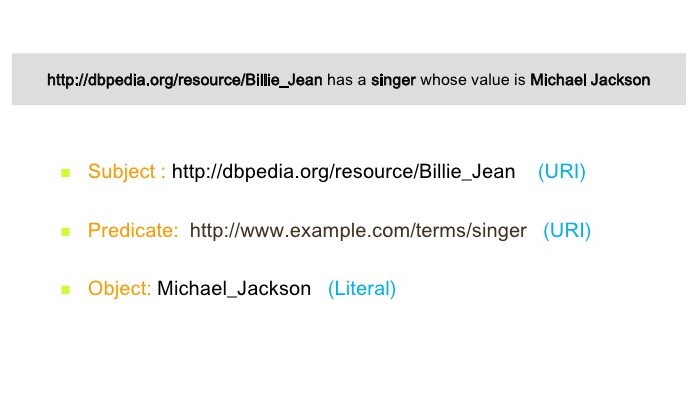 http://dbpedia.org/resource/Billie_Jean has a singer whose value is Michael Jackson
Subject : http://dbpedia.org/resource/Billie_Jean (URI)
Predicate: http://www.example.com/terms/singer (URI)
Object: Michael_Jackson (Literal)